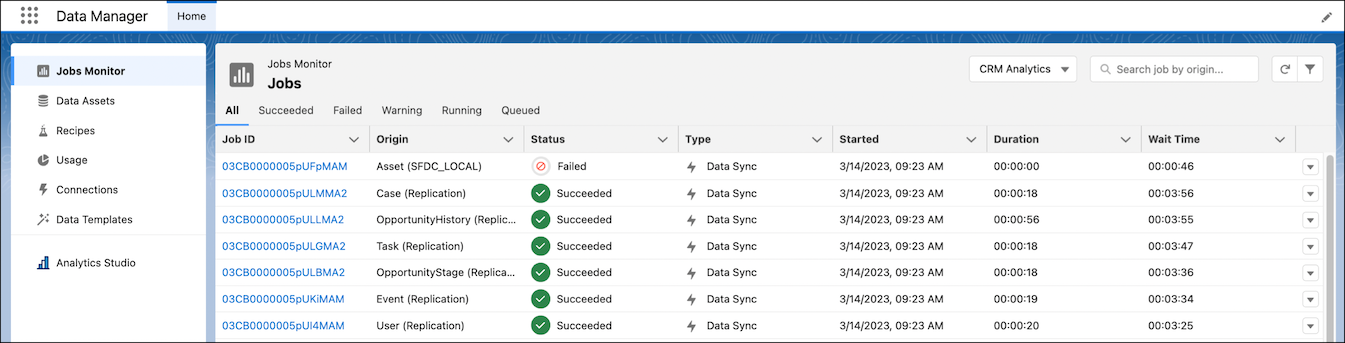 Data Manager Home
Jobs Monitor
Data Assets
Recipes
Usage
Connections
Data Templates
Analytics Studio
Jobs Monitor
Jobs
CRM Analytics Search job by origin...
All Succeeded Failed Warning Running Queued
Job ID Origin Status Type Started Duration Wait Time
03CB0000005pUFpMAM Asset (SFDC_LOCAL) Failed Data Sync 3/14/2023, 09:23 AM 00:00:00 00:00:46
03CB0000005pULMMA2 Case (Replication) Succeeded Data Sync 3/14/2023, 09:23 AM 00:00:18 00:03:56
03CB0000005pULLMA2 OpportunityHistory (Replic... Succeeded Data Sync 3/14/2023, 09:23 AM 00:00:56 00:03:55
03CB0000005pULGMA2 Task (Replication) Succeeded Data Sync 3/14/2023, 09:23 AM 00:00:18 00:03:47
03CB0000005pULBMA2 OpportunityStage (Replica... Succeeded Data Sync 3/14/2023, 09:23 AM 00:00:18 00:03:36
03CB0000005pUKiMAM Event (Replication) Succeeded Data Sync 3/14/2023, 09:23 AM 00:00:19 00:03:34
03CB0000005pUI4MAM User (Replication) Succeeded Data Sync 3/14/2023, 09:23 AM 00:00:20 00:03:25